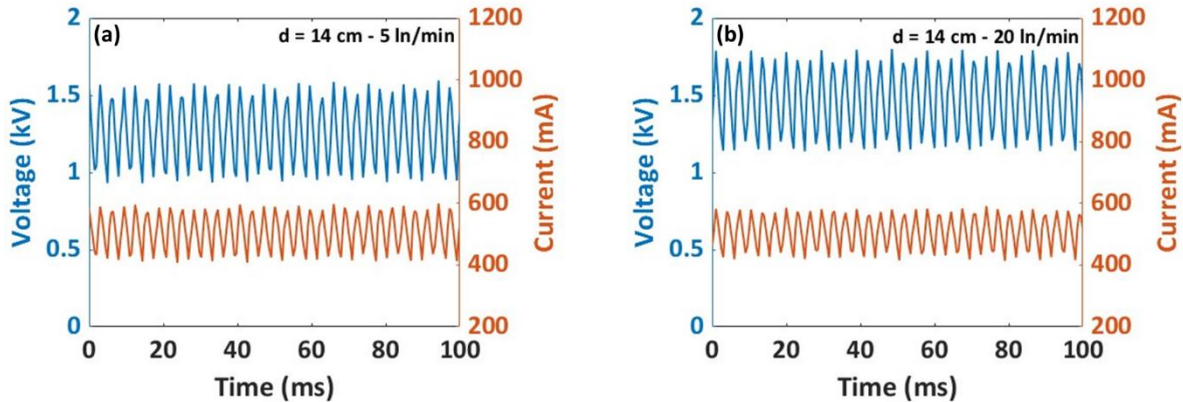 (a)
d = 14 cm - 5 ln/min
Voltage (kV)
2
1.5
1
0.5
0
Current (mA)
1200
1000
800
600
400
200
0 20 40 60 80 100
Time (ms)
(b)
d = 14 cm - 20 ln/min
Voltage (kV)
2
1.5
1
0.5
0
Current (mA)
1200
1000
800
600
400
200
0 20 40 60 80 100
Time (ms)